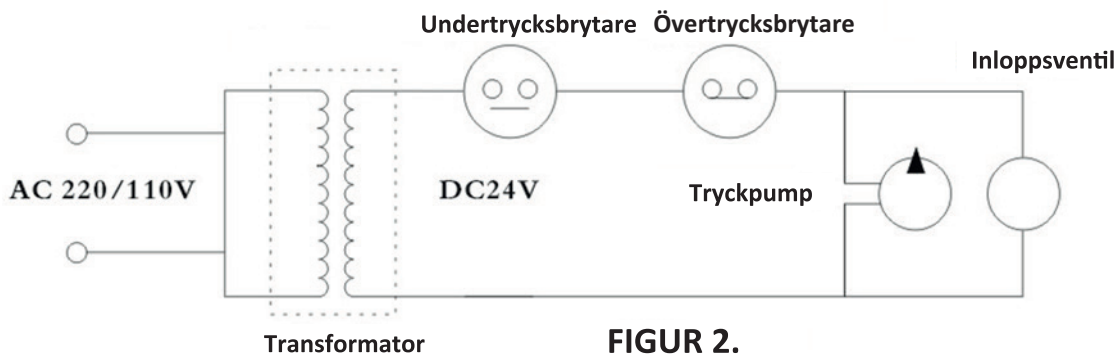 Undertrycksbrytare Övertrycksbrytare
Inloppsventil
AC 220/110V
DC24V
Tryckpump
Transformator
FIGUR 2.